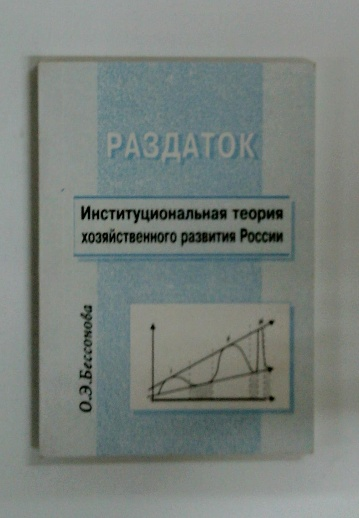 РАЗДАТОК
Институциональная теория
хозяйственного развития России
О.Э.Бессонова